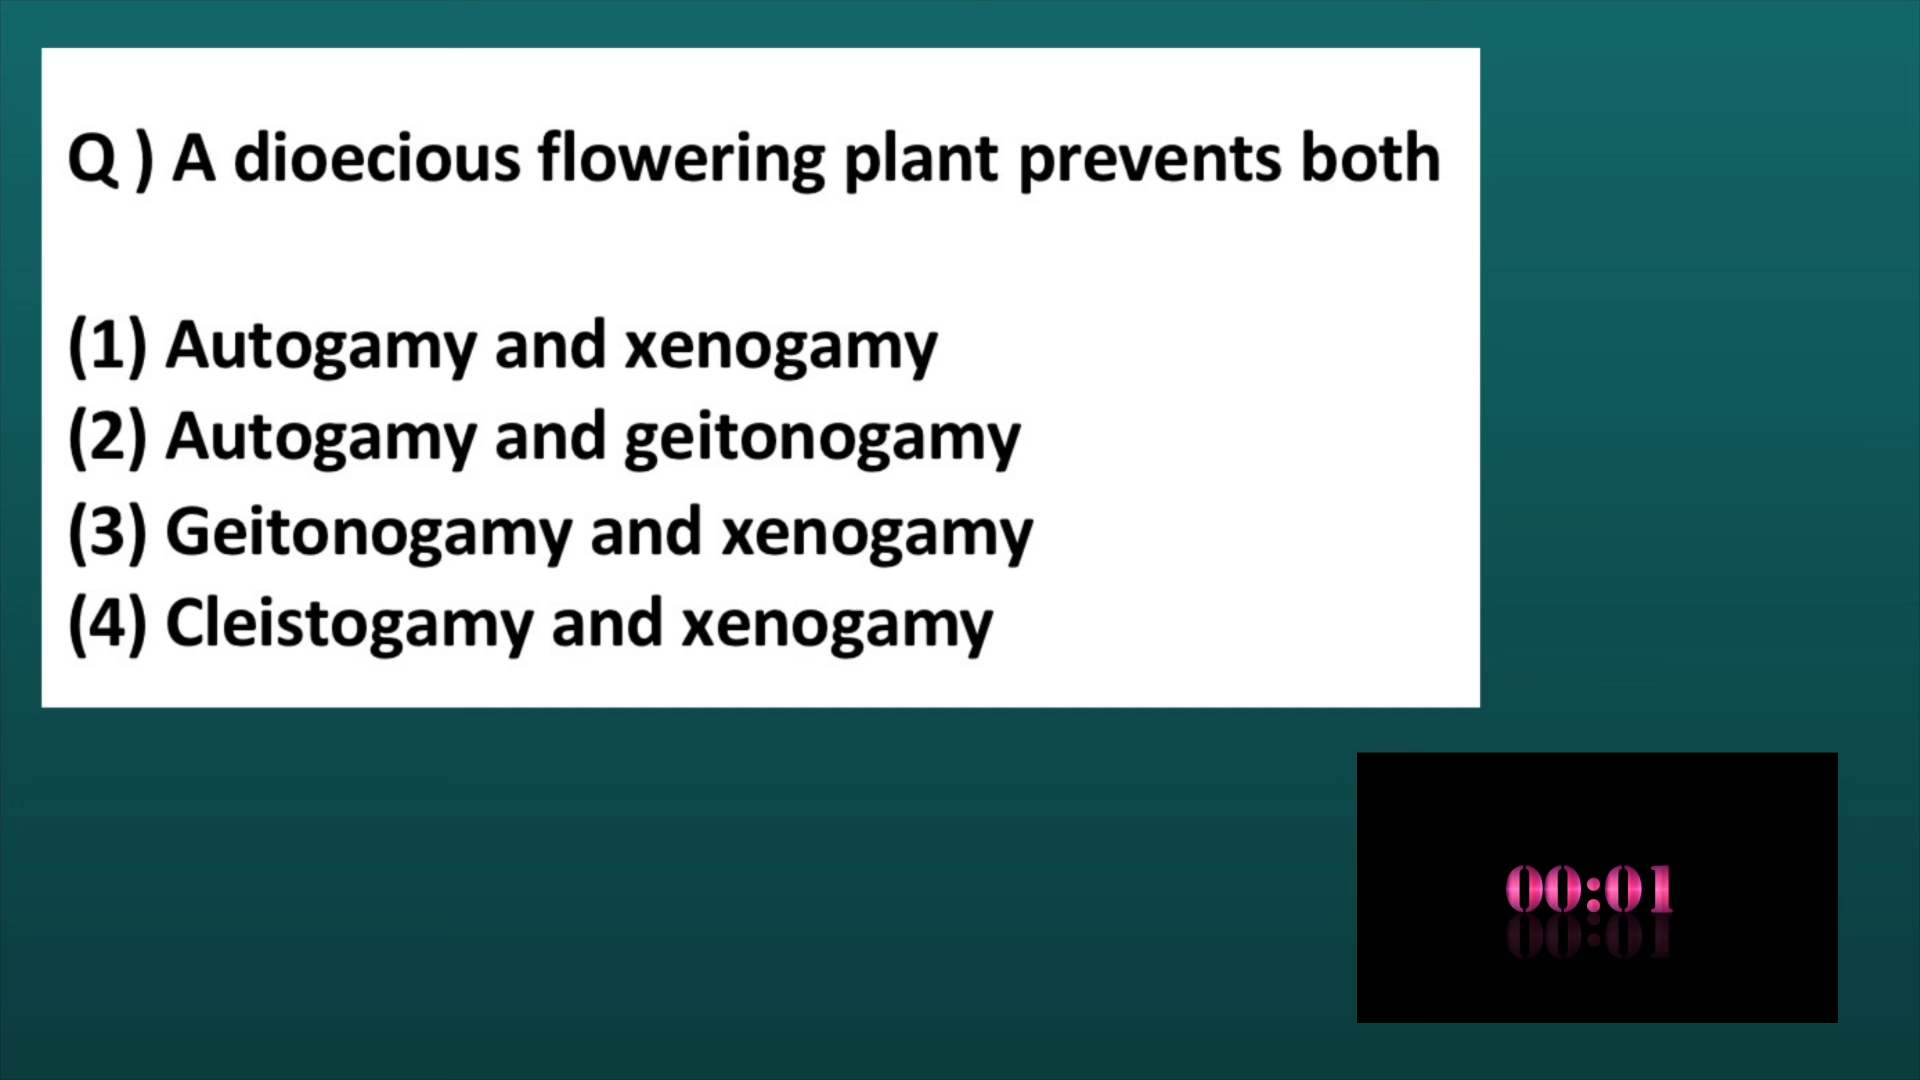 Q ) A dioecious flowering plant prevents both
(1) Autogamy and xenogamy
(2) Autogamy and geitonogamy
(3) Geitonogamy and xenogamy
(4) Cleistogamy and xenogamy
00:01